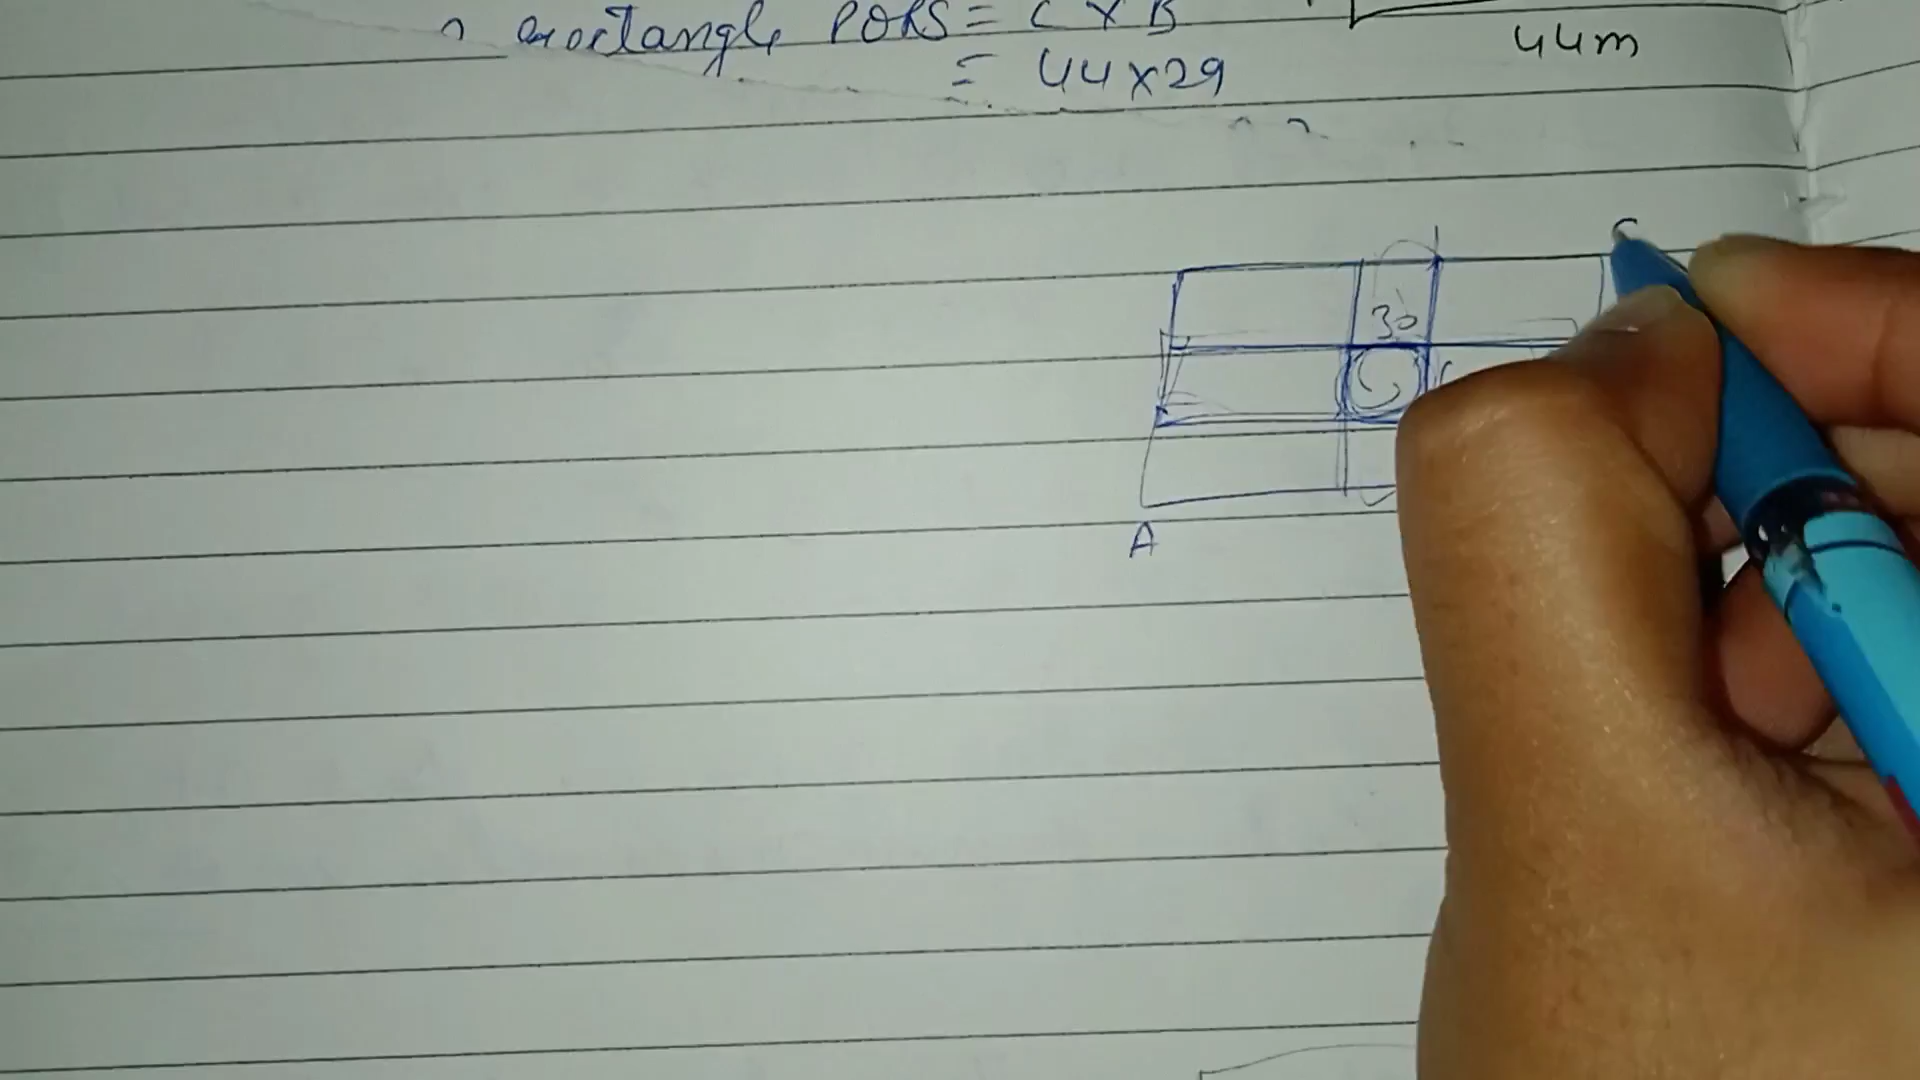 rectangle PQRS = L X B
44m
= 44 X 29
C
30
A